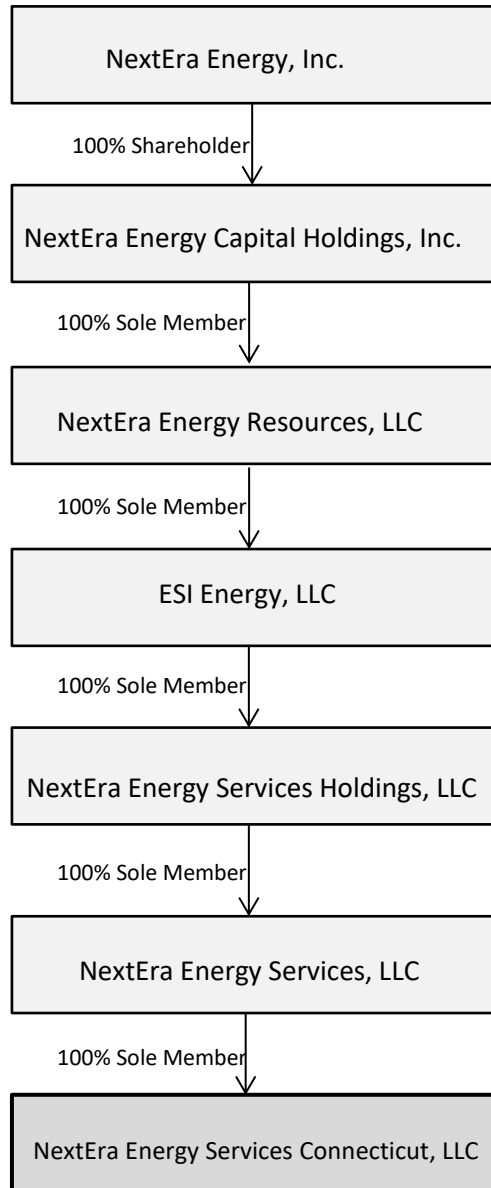 NextEra Energy, Inc.
100% Shareholder
NextEra Energy Capital Holdings, Inc.
100% Sole Member
NextEra Energy Resources, LLC
100% Sole Member
ESI Energy, LLC
100% Sole Member
NextEra Energy Services Holdings, LLC
100% Sole Member
NextEra Energy Services, LLC
100% Sole Member
NextEra Energy Services Connecticut, LLC